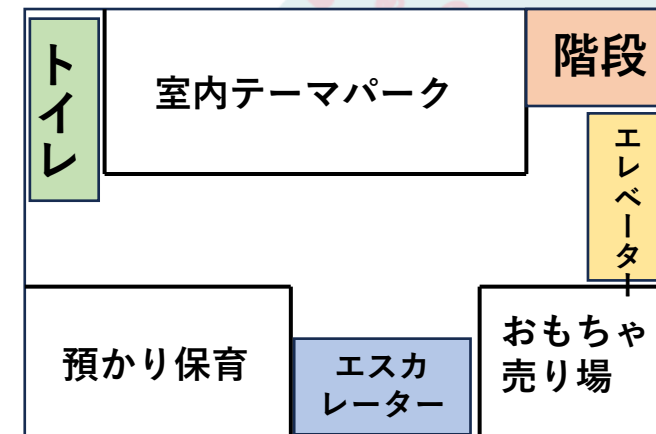 トイレ
室内テーマパーク
階段
エレベーター
預かり保育
エスカ
レーター
おもちゃ
売り場